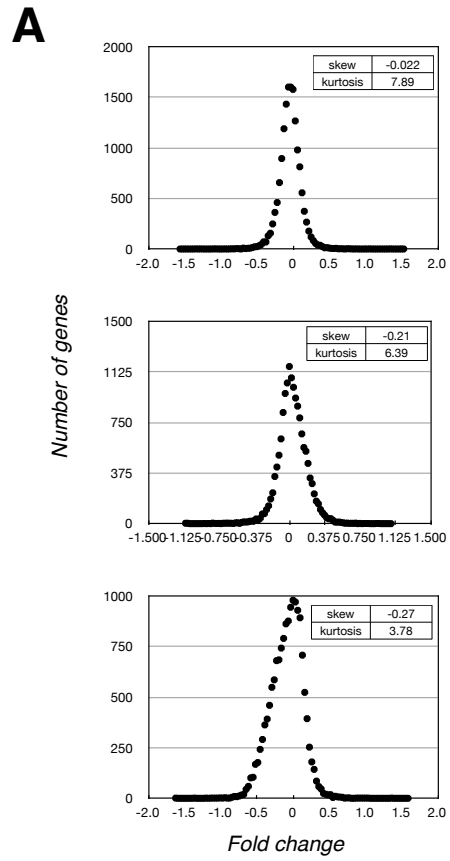 A
2000
1500
1000
500
0
skew -0.022
kurtosis 7.89
-2.0 -1.5 -1.0 -0.5 0 0.5 1.0 1.5 2.0
Number of genes
1500
1125
750
375
0
skew -0.21
kurtosis 6.39
-1.500 -1.125 -0.750 -0.375 0 0.375 0.750 1.125 1.500
1000
750
500
250
0
skew -0.27
kurtosis 3.78
-2.0 -1.5 -1.0 -0.5 0 0.5 1.0 1.5 2.0
Fold change